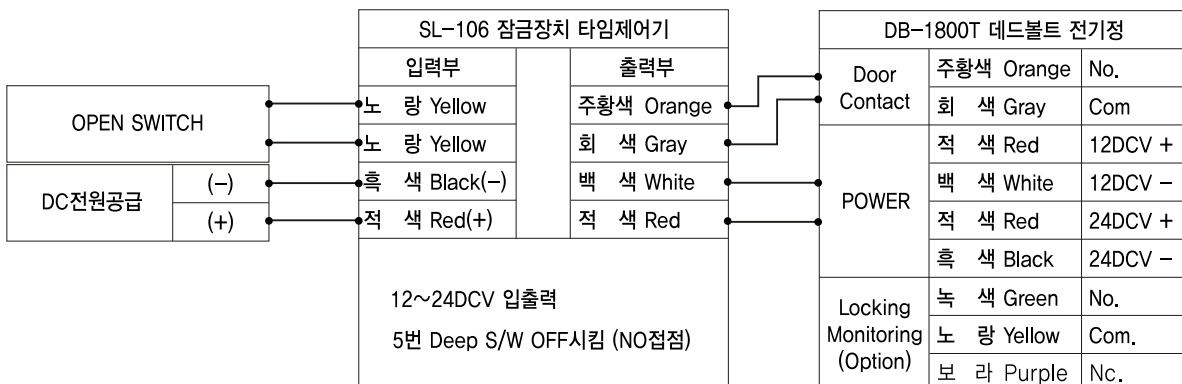 SL-106 잠금장치 타임제어기
입력부 출력부
노 랑 Yellow 주황색 Orange
노 랑 Yellow 회 색 Gray
흑 색 Black(-) 백 색 White
적 색 Red(+) 적 색 Red
12~24DCV 입출력
5번 Deep S/W OFF시킴 (NO접점)
OPEN SWITCH
DC전원공급
(-)
(+)
DB-1800T 데드볼트 전기정
Door
Contact
주황색 Orange No.
회 색 Gray Com
POWER
적 색 Red 12DCV +
백 색 White 12DCV -
적 색 Red 24DCV +
흑 색 Black 24DCV -
Locking
Monitoring
(Option)
녹 색 Green No.
노 랑 Yellow Com.
보 라 Purple Nc.